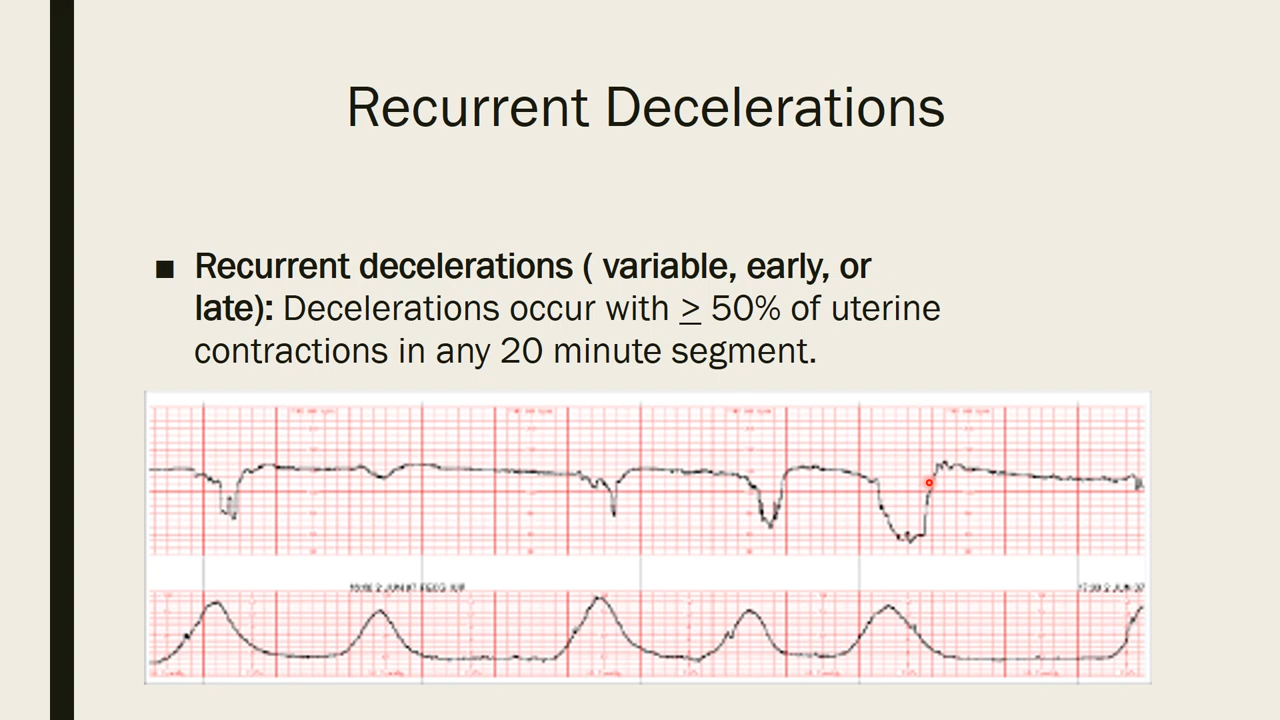 Recurrent Decelerations
■ Recurrent decelerations ( variable, early, or
late): Decelerations occur with ≥ 50% of uterine
contractions in any 20 minute segment.